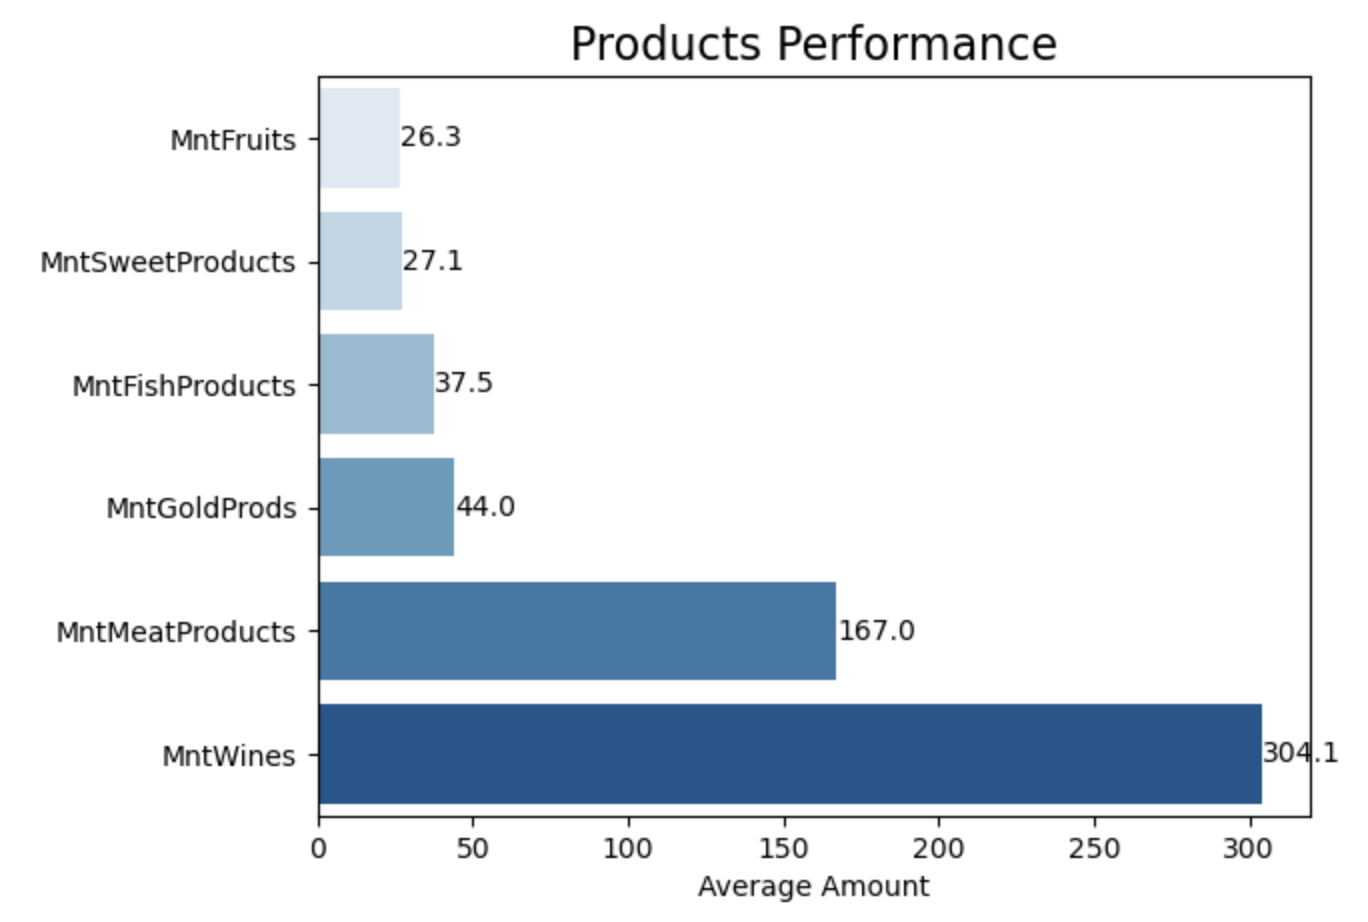 Products Performance
MntFruits
26.3
MntSweetProducts
27.1
MntFishProducts
37.5
MntGoldProds
44.0
MntMeatProducts
167.0
MntWines
304.1
0 50 100 150 200 250 300
Average Amount